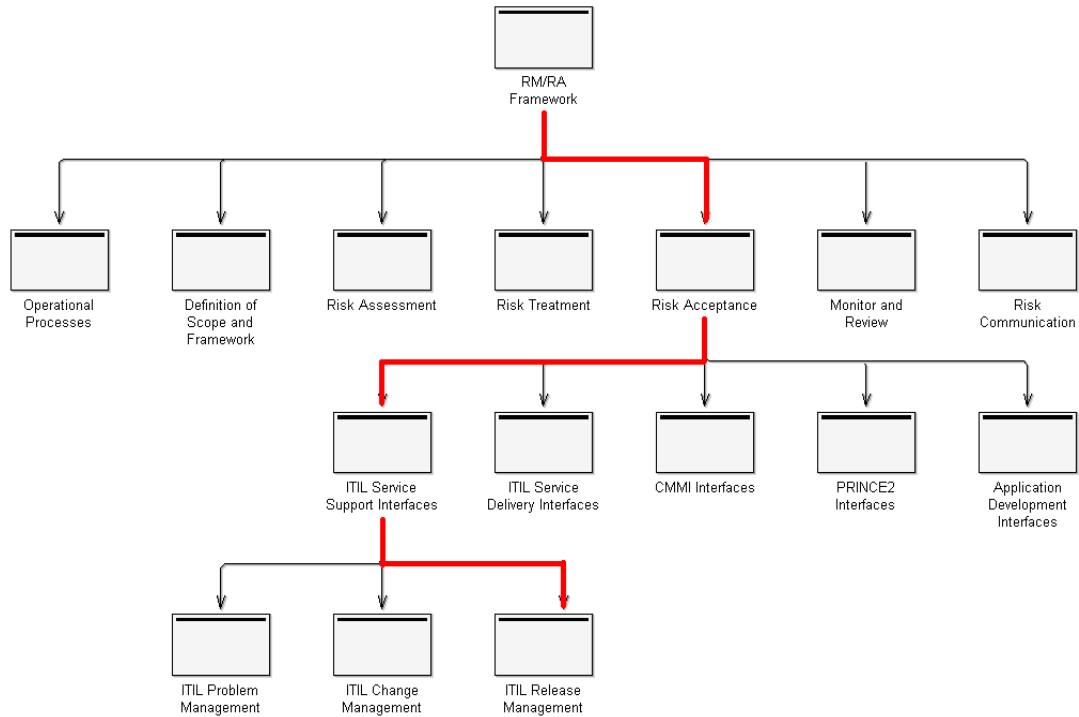 RM/RA
Framework
Operational
Processes
Definition of
Scope and
Framework
Risk Assessment
Risk Treatment
Risk Acceptance
Monitor and
Review
Risk
Communication
ITIL Service
Support Interfaces
ITIL Service
Delivery Interfaces
CMMI Interfaces
PRINCE2
Interfaces
Application
Development
Interfaces
ITIL Problem
Management
ITIL Change
Management
ITIL Release
Management